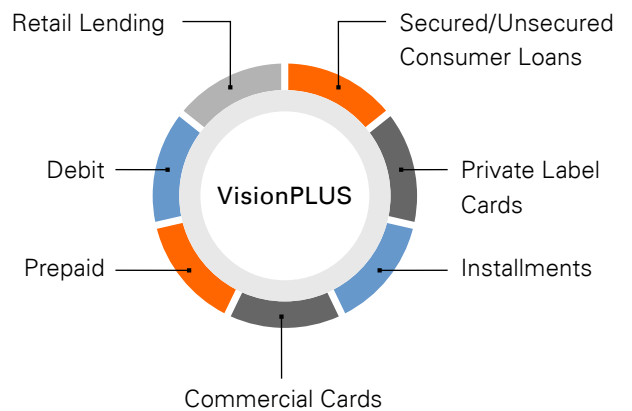 Retail Lending
Secured/Unsecured
Consumer Loans
Debit
VisionPLUS
Private Label
Cards
Prepaid
Installments
Commercial Cards